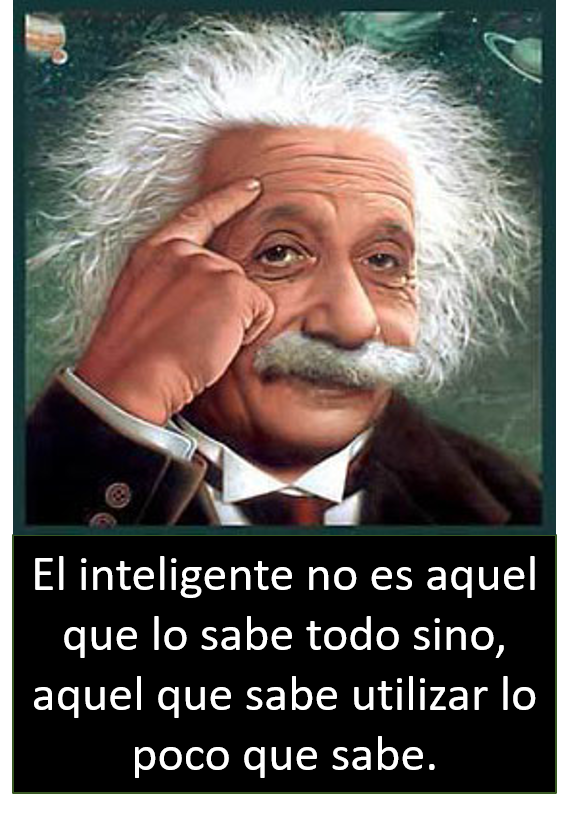 El inteligente no es aquel
que lo sabe todo sino,
aquel que sabe utilizar lo
poco que sabe.